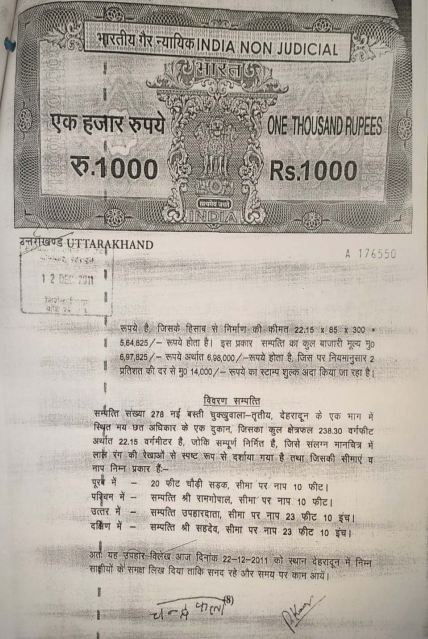 भारतीय गैर न्यायिक INDIA NON JUDICIAL
भारत
एक हजार रुपये ONE THOUSAND RUPEES
रु.1000 Rs.1000
सत्यमेव जयते
INDIA
उत्तराखण्ड UTTARAKHAND
A 176550
12 DEC 2011
रूपये है, जिसके हिसाब से निर्माण की कीमत 22.15 x 85 x 300 =
5,64,825/– रूपये होता है। इस प्रकार सम्पत्ति का कुल बाजारी मूल्य मु0
6,97,825/– रूपये अर्थात 6,98,000/–रूपये होता है, जिस पर नियमानुसार 2
प्रतिशत की दर से मु0 14,000/– रूपये का स्टाम्प शुल्क अदा किया जा रहा है।
विवरण सम्पत्ति
सम्पत्ति संख्या 278 नई बस्ती चुक्खुवाला–तृतीय, देहरादून के एक भाग में
स्थित मय छत अधिकार के एक दुकान, जिसका कुल क्षेत्रफल 238.30 वर्गफीट
अर्थात 22.15 वर्गमीटर है, जोकि सम्पूर्ण निर्मित है, जिसे संलग्न मानचित्र में
लाल रंग की रेखाओं से स्पष्ट रूप से दर्शाया गया है तथा जिसकी सीमाएं व
नाप निम्न प्रकार हैं:–
पूरब में – 20 फीट चौड़ी सड़क, सीमा पर नाप 10 फीट।
पश्चिम में – सम्पत्ति श्री रामगोपाल, सीमा पर नाप 10 फीट।
उत्तर में – सम्पत्ति उपहारदाता, सीमा पर नाप 23 फीट 10 इंच।
दक्षिण में – सम्पत्ति श्री सहदेव, सीमा पर नाप 23 फीट 10 इंच।
अतः यह उपहार–विलेख आज दिनांक 22-12-2011 को स्थान देहरादून में निम्न
साक्षीयों के समक्ष लिख दिया ताकि सनद रहे और समय पर काम आयें।
(8)